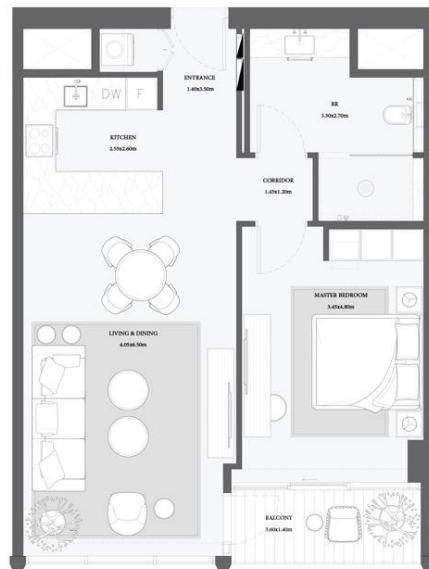 ENTRANCE
1.40x3.50m
DW
F
BR
3.30x2.70m
KITCHEN
2.55x2.60m
CORRIDOR
1.45x1.20m
MASTER BEDROOM
3.45x4.80m
LIVING & DINING
4.05x6.50m
BALCONY
3.60x1.40m